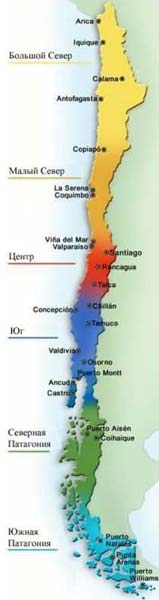 Arica
Iquique
Большой Север
Calama
Antofagasta
Copiapó
Малый Север
La Serena
Coquimbo
Viña del Mar
Valparaiso
Santiago
Центр
Rancagua
Talca
Concepción
Chillán
Temuco
Юг
Valdivia
Osorno
Puerto Montt
Ancud
Castro
Puerto Aisén
Северная
Патагония
Coihaique
Южная
Патагония
Puerto
Natales
Punta
Arenas
Puerto
Williams